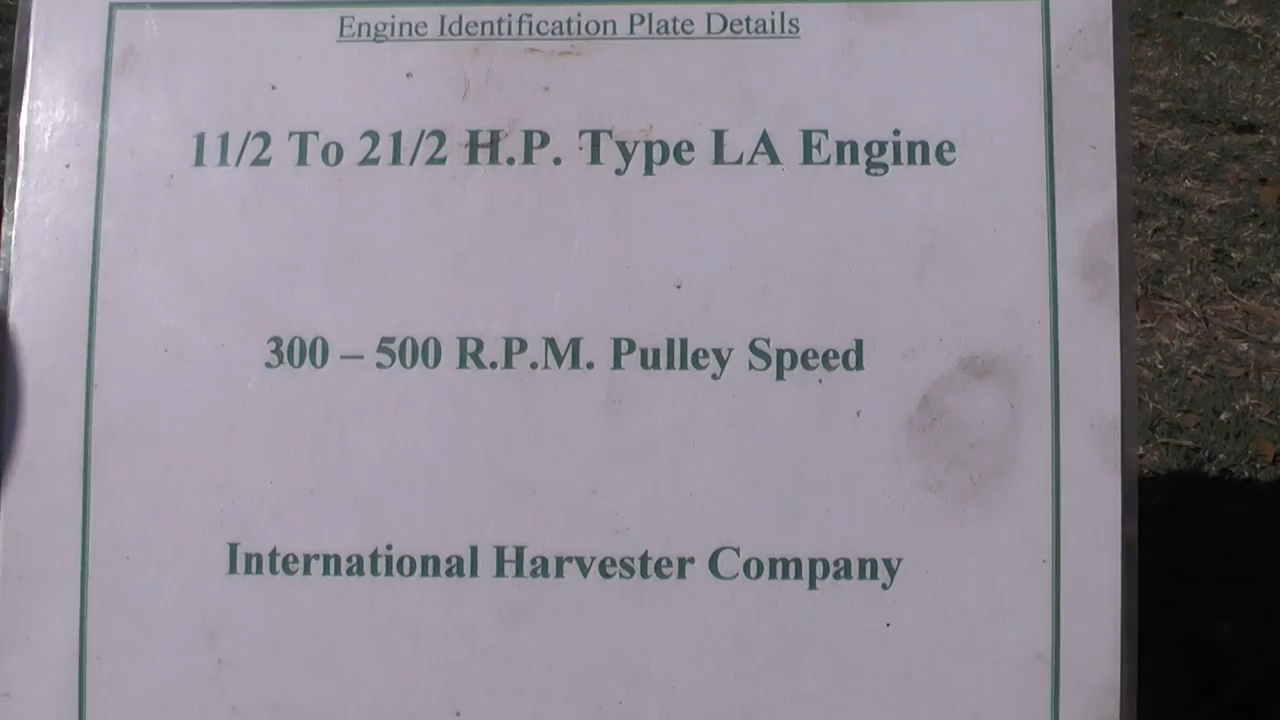 Engine Identification Plate Details
11/2 To 21/2 H.P. Type LA Engine
300 – 500 R.P.M. Pulley Speed
International Harvester Company